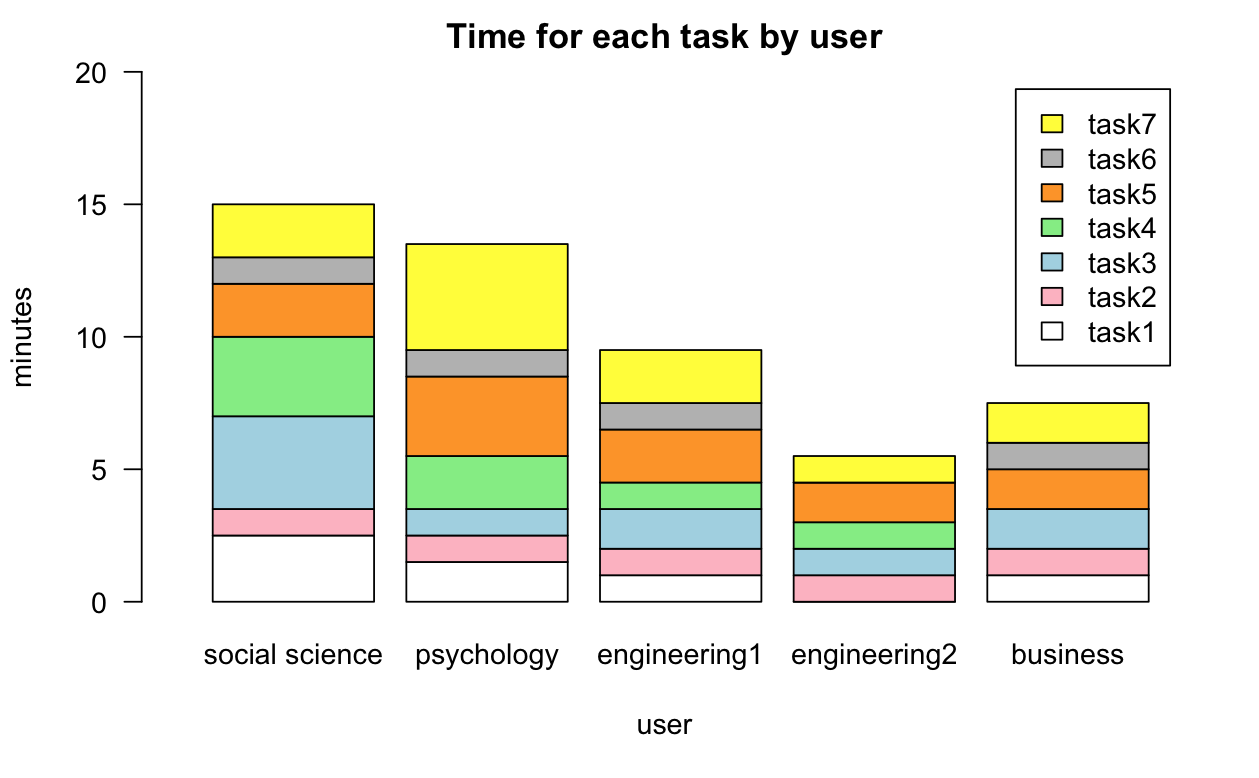 Time for each task by user
20
15
10
5
0
minutes
task7
task6
task5
task4
task3
task2
task1
social science psychology engineering1 engineering2 business
user